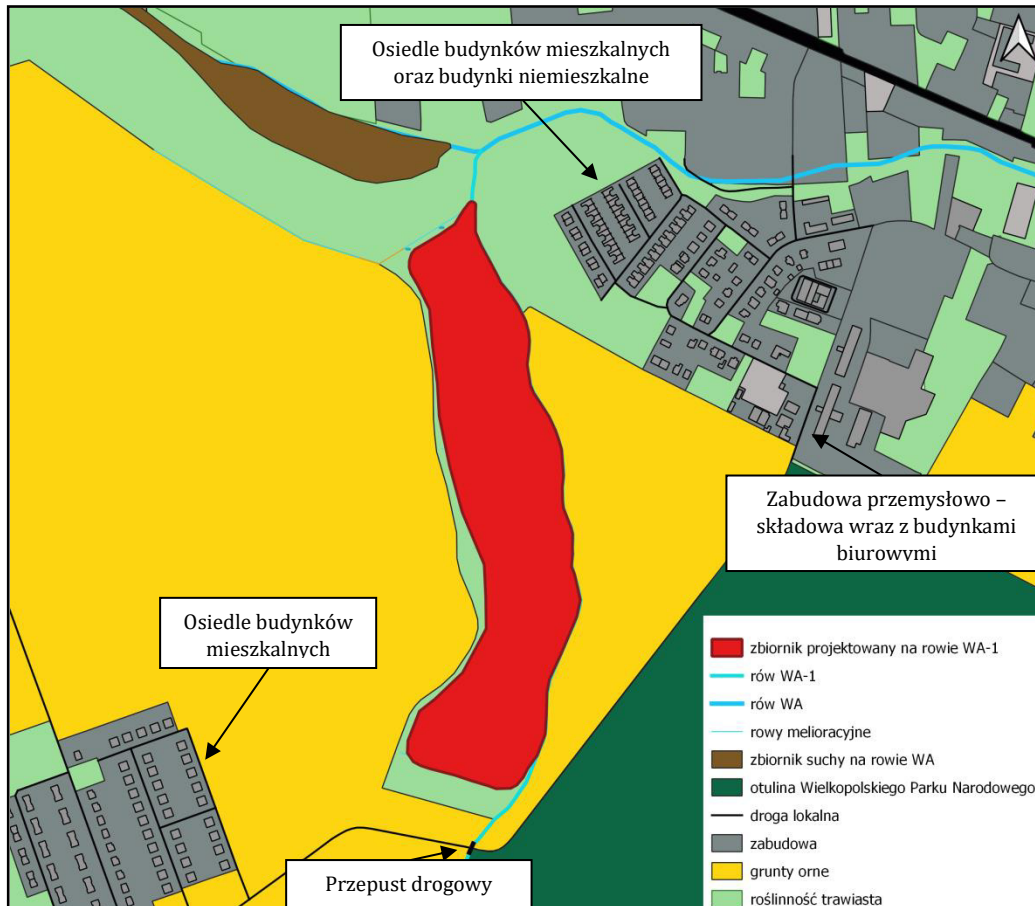 Osiedle budynków mieszkalnych
oraz budynki niemieszkalne
Zabudowa przemysłowo –
składowa wraz z budynkami
biurowymi
Osiedle budynków
mieszkalnych
Przepust drogowy
zbiornik projektowany na rowie WA-1
rów WA-1
rów WA
rowy melioracyjne
zbiornik suchy na rowie WA
otulina Wielkopolskiego Parku Narodowego
droga lokalna
zabudowa
grunty orne
roślinność trawiasta